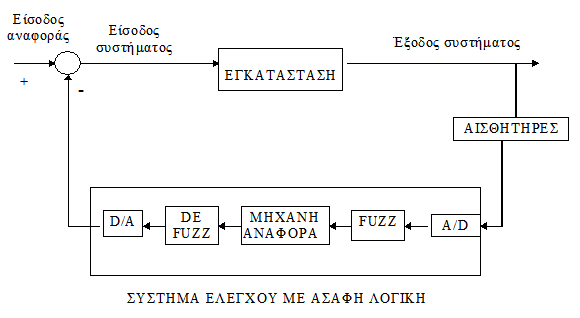 Είσοδος
αναφοράς
Είσοδος
συστήματος
Έξοδος συστήματος
+
-
ΕΓΚΑΤΑΣΤΑΣΗ
ΑΙΣΘΗΤΗΡΕΣ
D/A
DE
FUZZ
ΜΗΧΑΝΗ
ΑΝΑΦΟΡΑ
FUZZ
A/D
ΣΥΣΤΗΜΑ ΕΛΕΓΧΟΥ ΜΕ ΑΣΑΦΗ ΛΟΓΙΚΗ